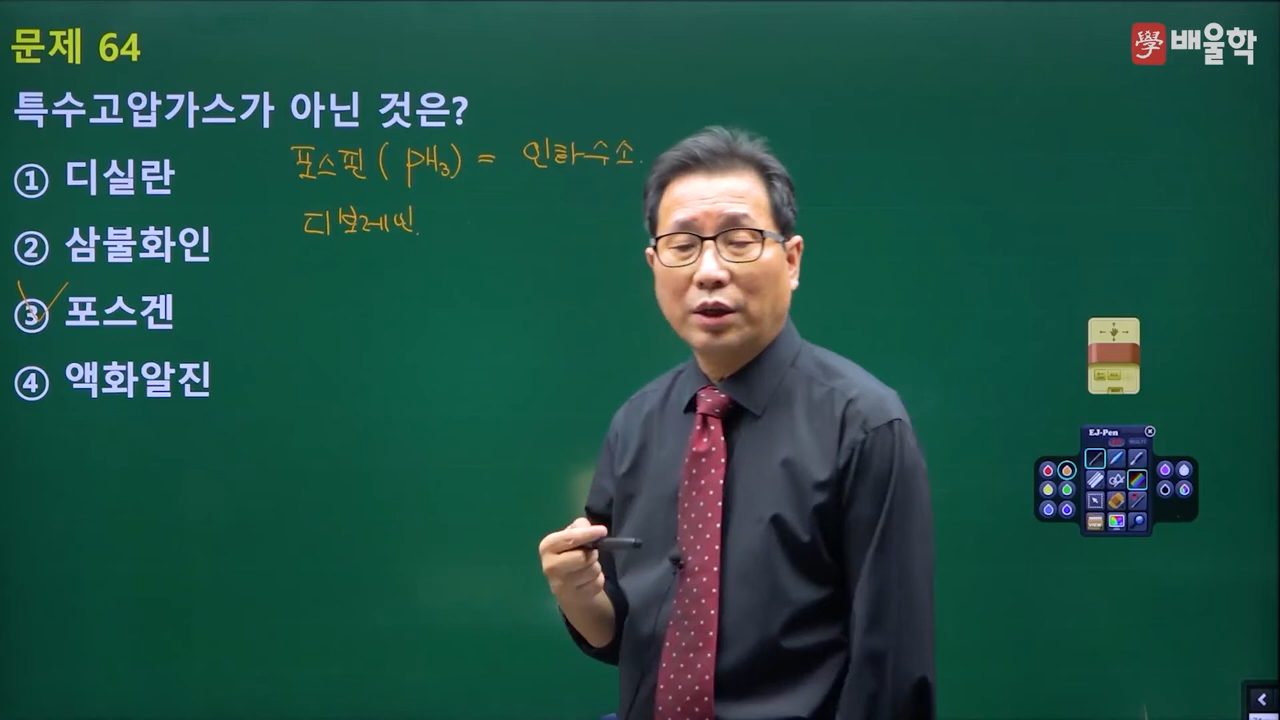 문제 64
學 배울학
특수고압가스가 아닌 것은?
포스핀 ( PH3 ) = 인화수소.
① 디실란
디보레인.
② 삼불화인
③ 포스겐
④ 액화알진
EJ-Pen